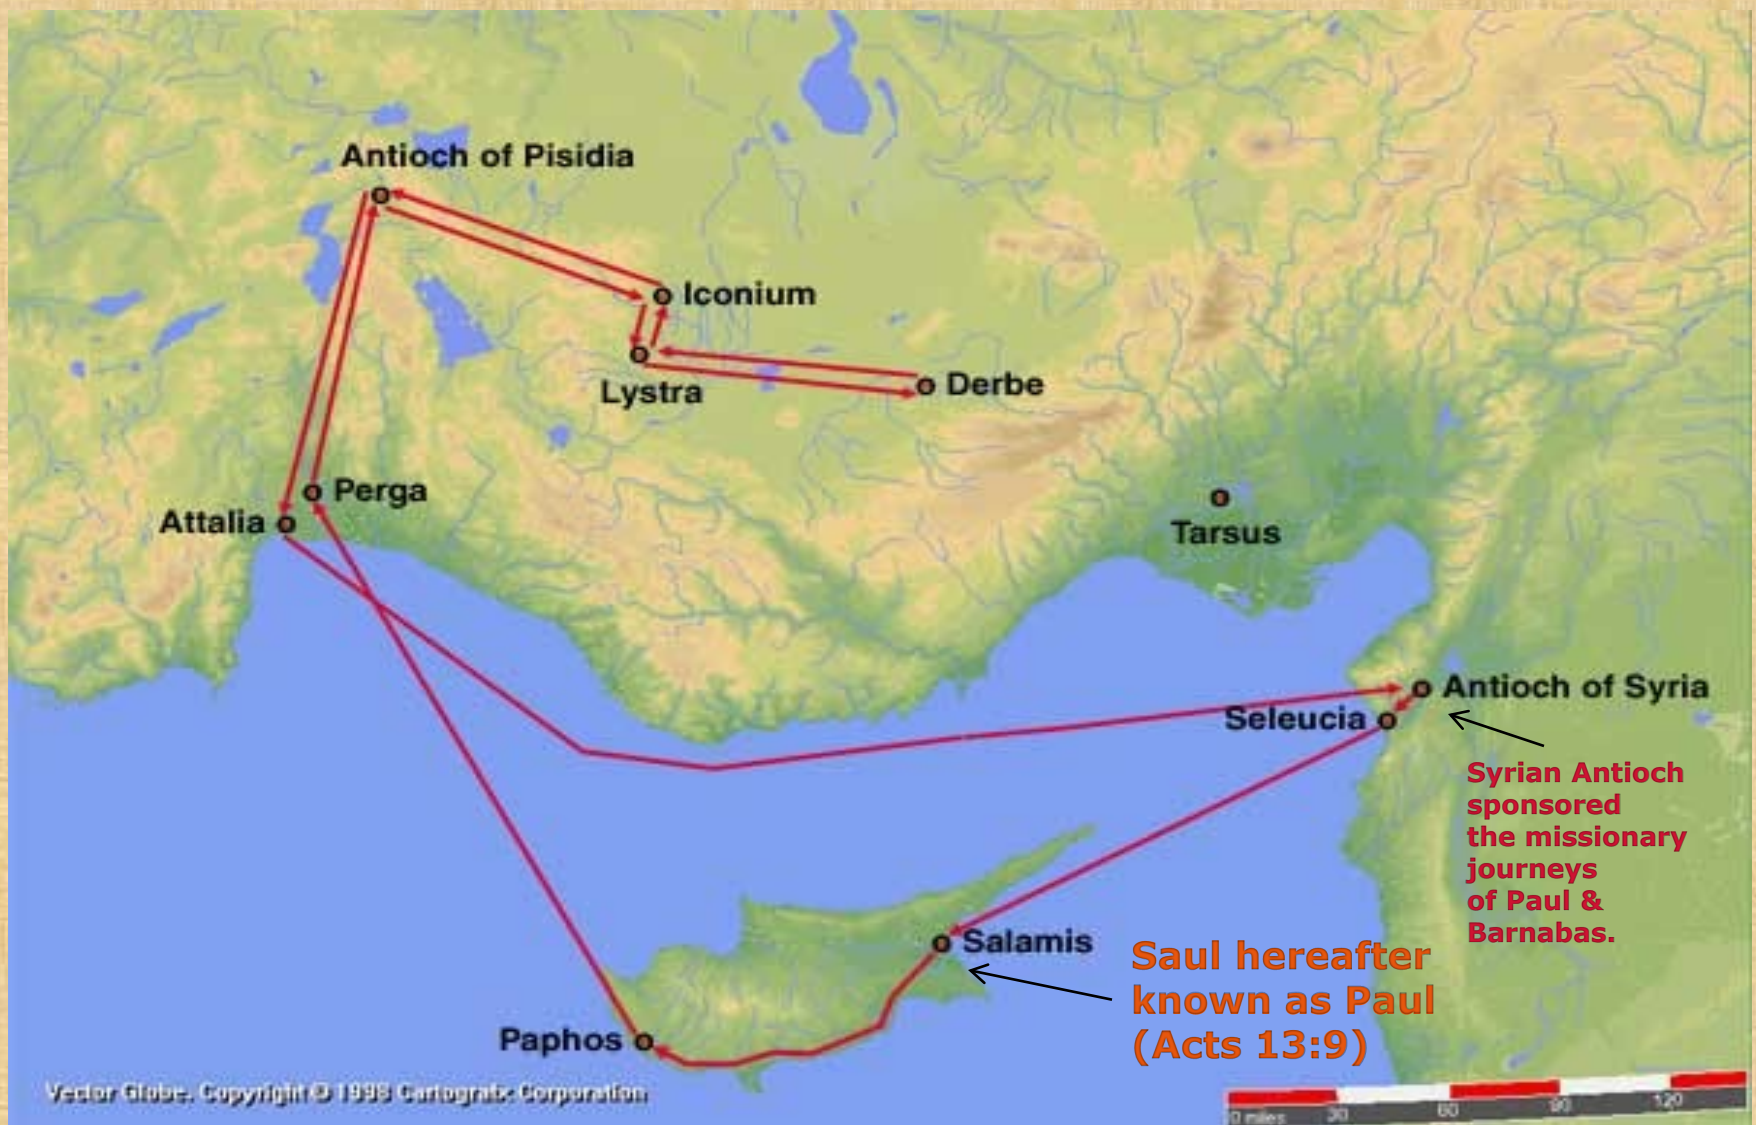 Antioch of Pisidia
Iconium
Lystra
Derbe
Perga
Attalia
Tarsus
Antioch of Syria
Seleucia
Syrian Antioch
sponsored
the missionary
journeys
of Paul &
Barnabas.
Salamis
Saul hereafter
known as Paul
(Acts 13:9)
Paphos
Vector Globe. Copyright © 1998 Cartografx Corporation
0 miles 30 60 90 120